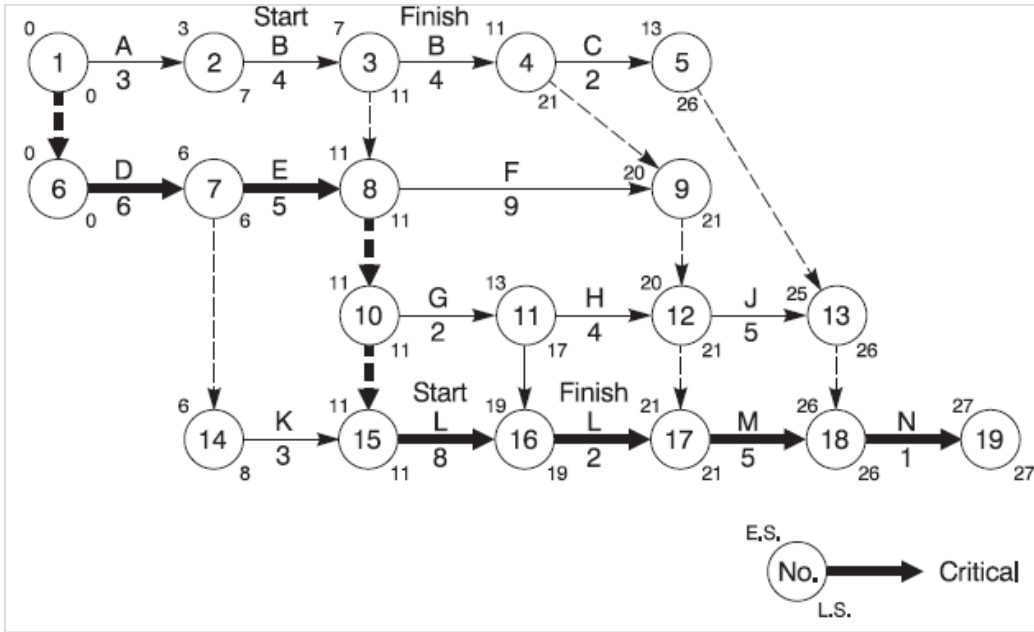 Start Finish
0 3 7 11 13
A B B C
1 2 3 4 5
3 4 4 2
0 7 11 21 26
0 6 11 20
D E F
6 7 8 9
6 5 9
0 6 11 21
11 13 20 25
G H J
10 11 12 13
2 4 5
11 17 21 26
Start Finish
6 11 19 21 26 27
K L L M N
14 15 16 17 18 19
3 8 2 5 1
8 11 19 21 26 27
E.S.
No. Critical
L.S.